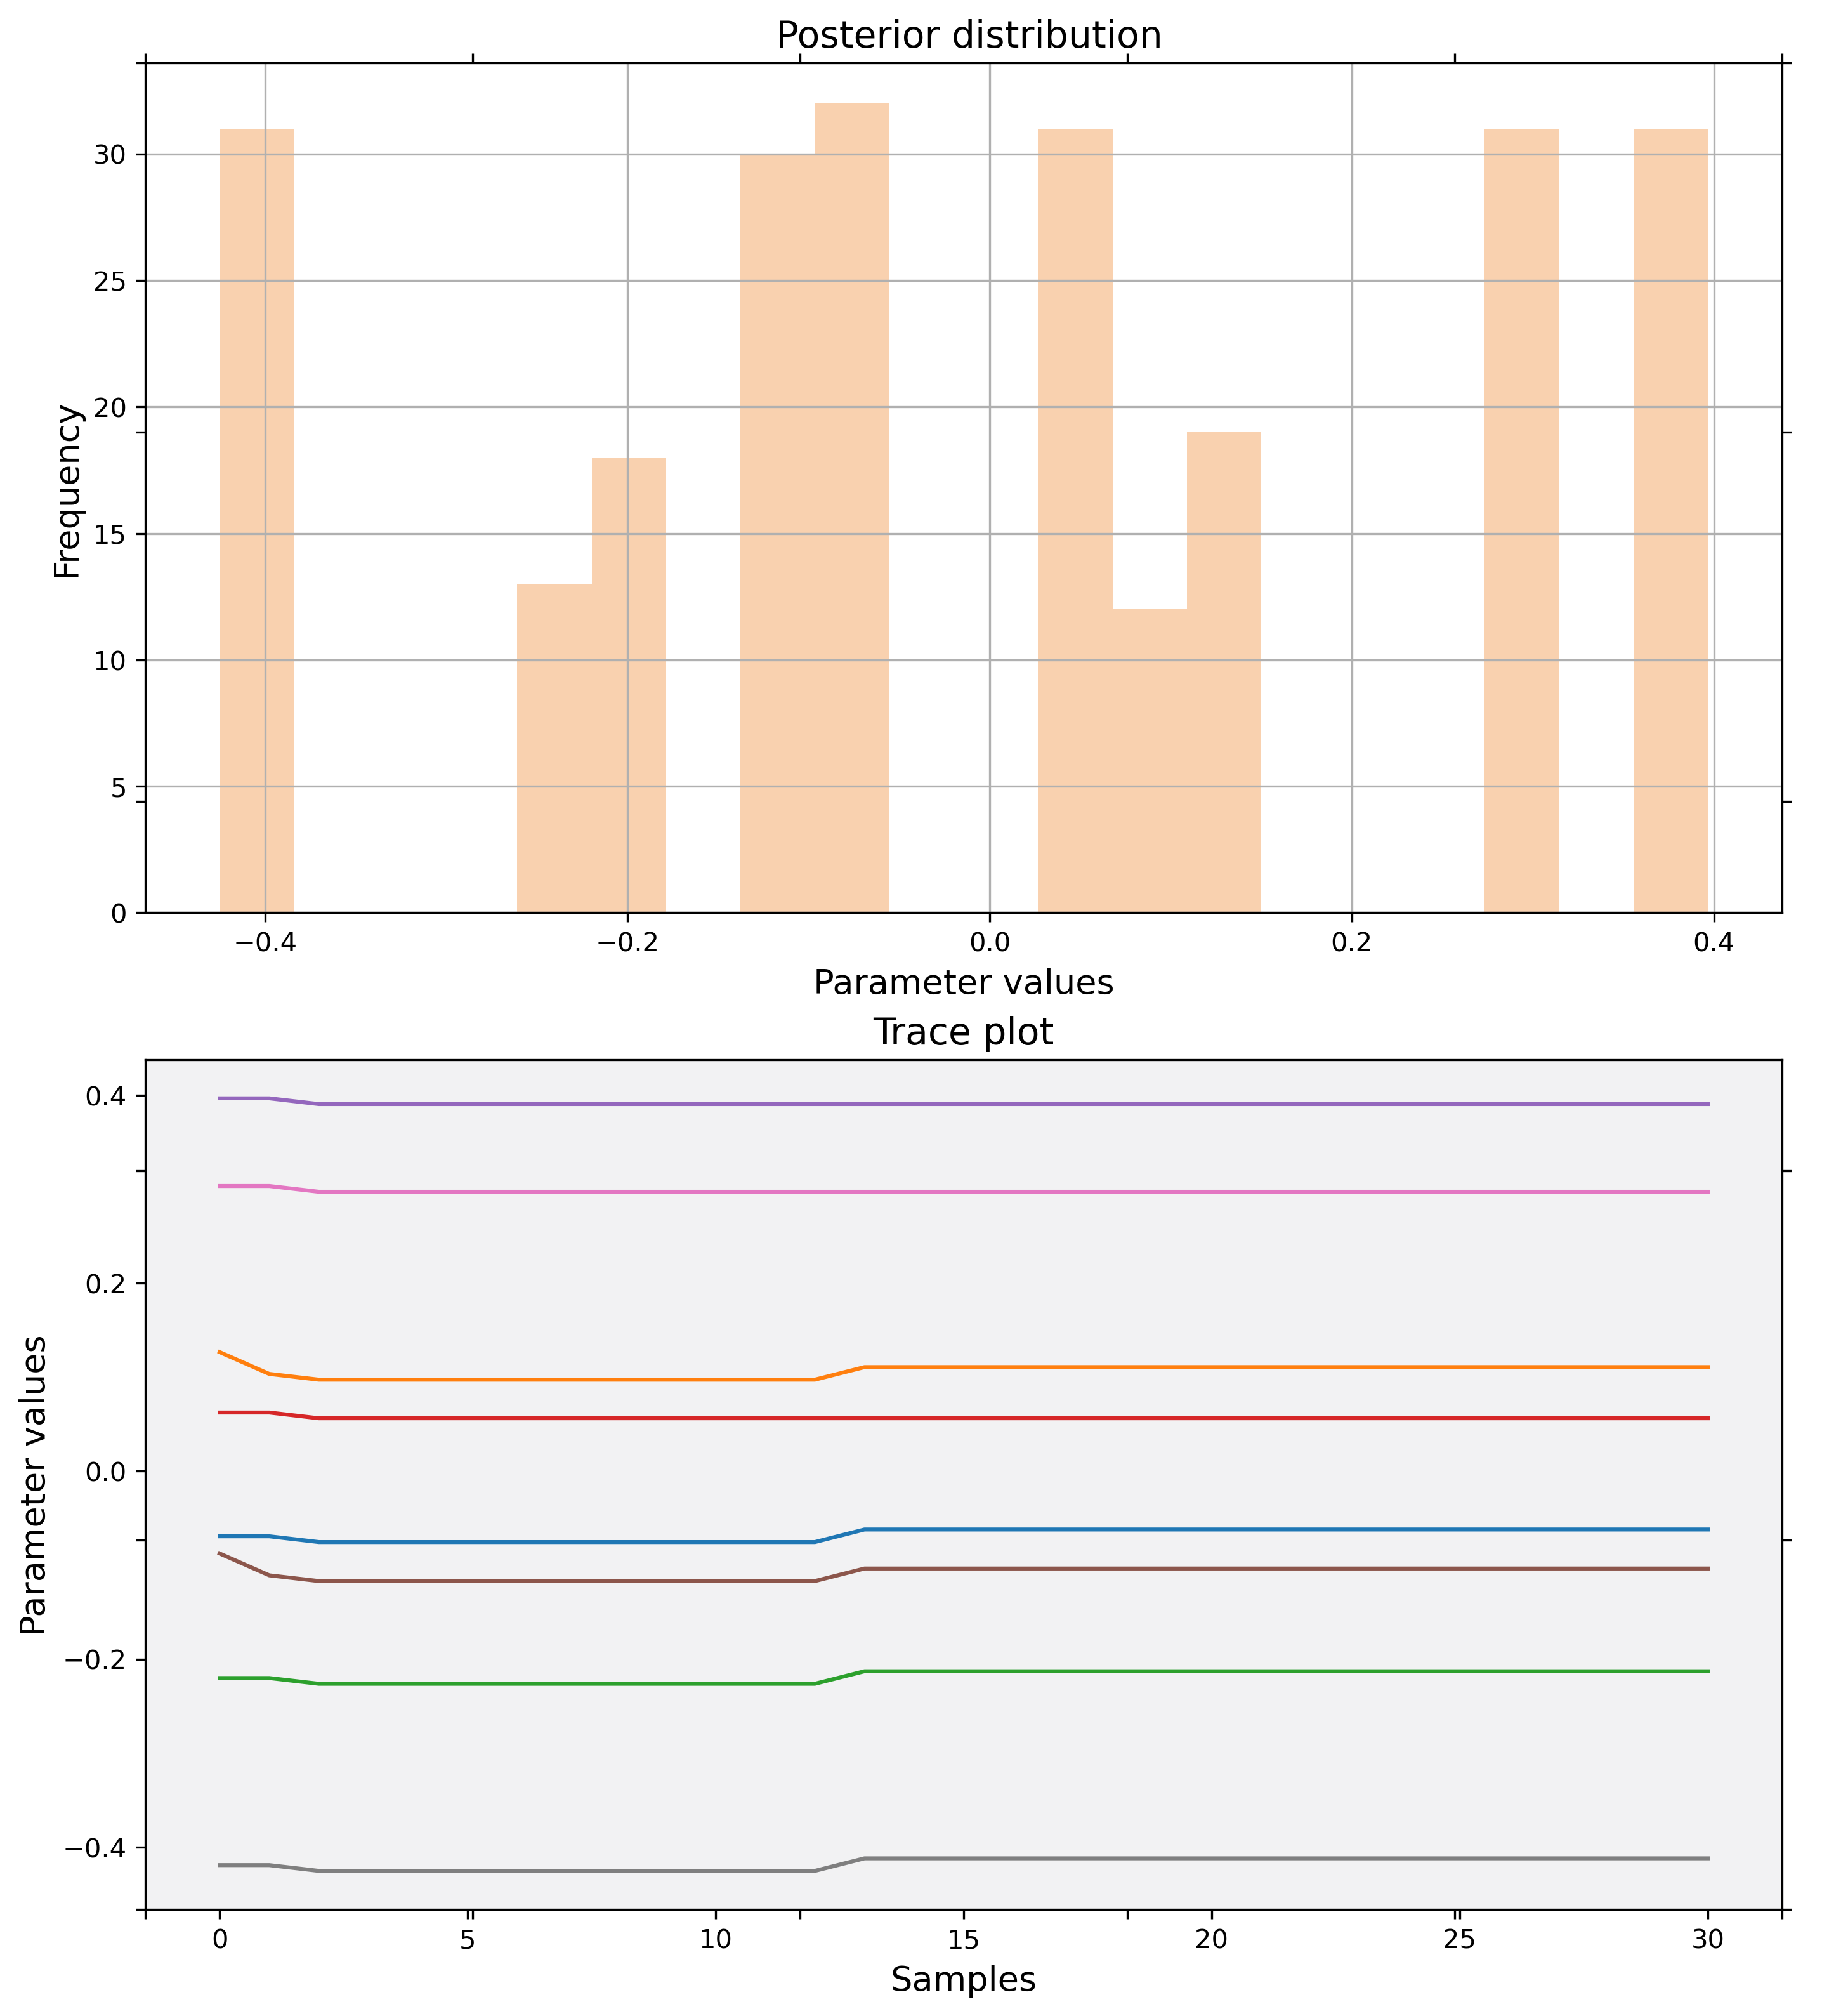 Posterior distribution
30
25
20
15
10
5
0
Frequency
−0.4 −0.2 0.0 0.2 0.4
Parameter values
Trace plot
0.4
0.2
0.0
−0.2
−0.4
Parameter values
0 5 10 15 20 25 30
Samples